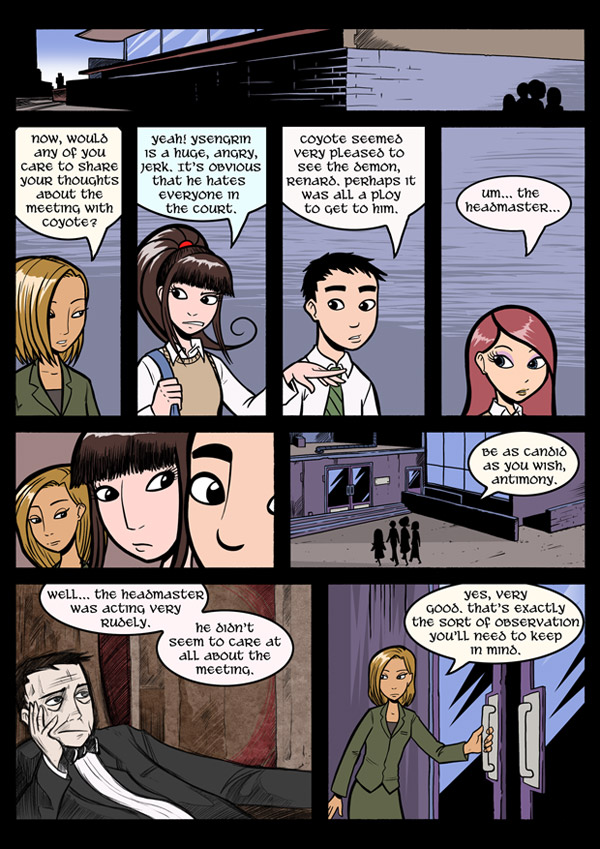 now, would
any of you
care to share
your thoughts
about the
meeting with
coyote?
yeah! ysengrin
is a huge, angry,
jerk. it's obvious
that he hates
everyone in
the court.
coyote seemed
very pleased to
see the demon,
renard. perhaps it
was all a ploy
to get to him.
um... the
headmaster...
be as candid
as you wish,
antimony.
well... the headmaster
was acting very
rudely.
he didn't
seem to care at
all about the
meeting.
yes, very
good. that's exactly
the sort of observation
you'll need to keep
in mind.